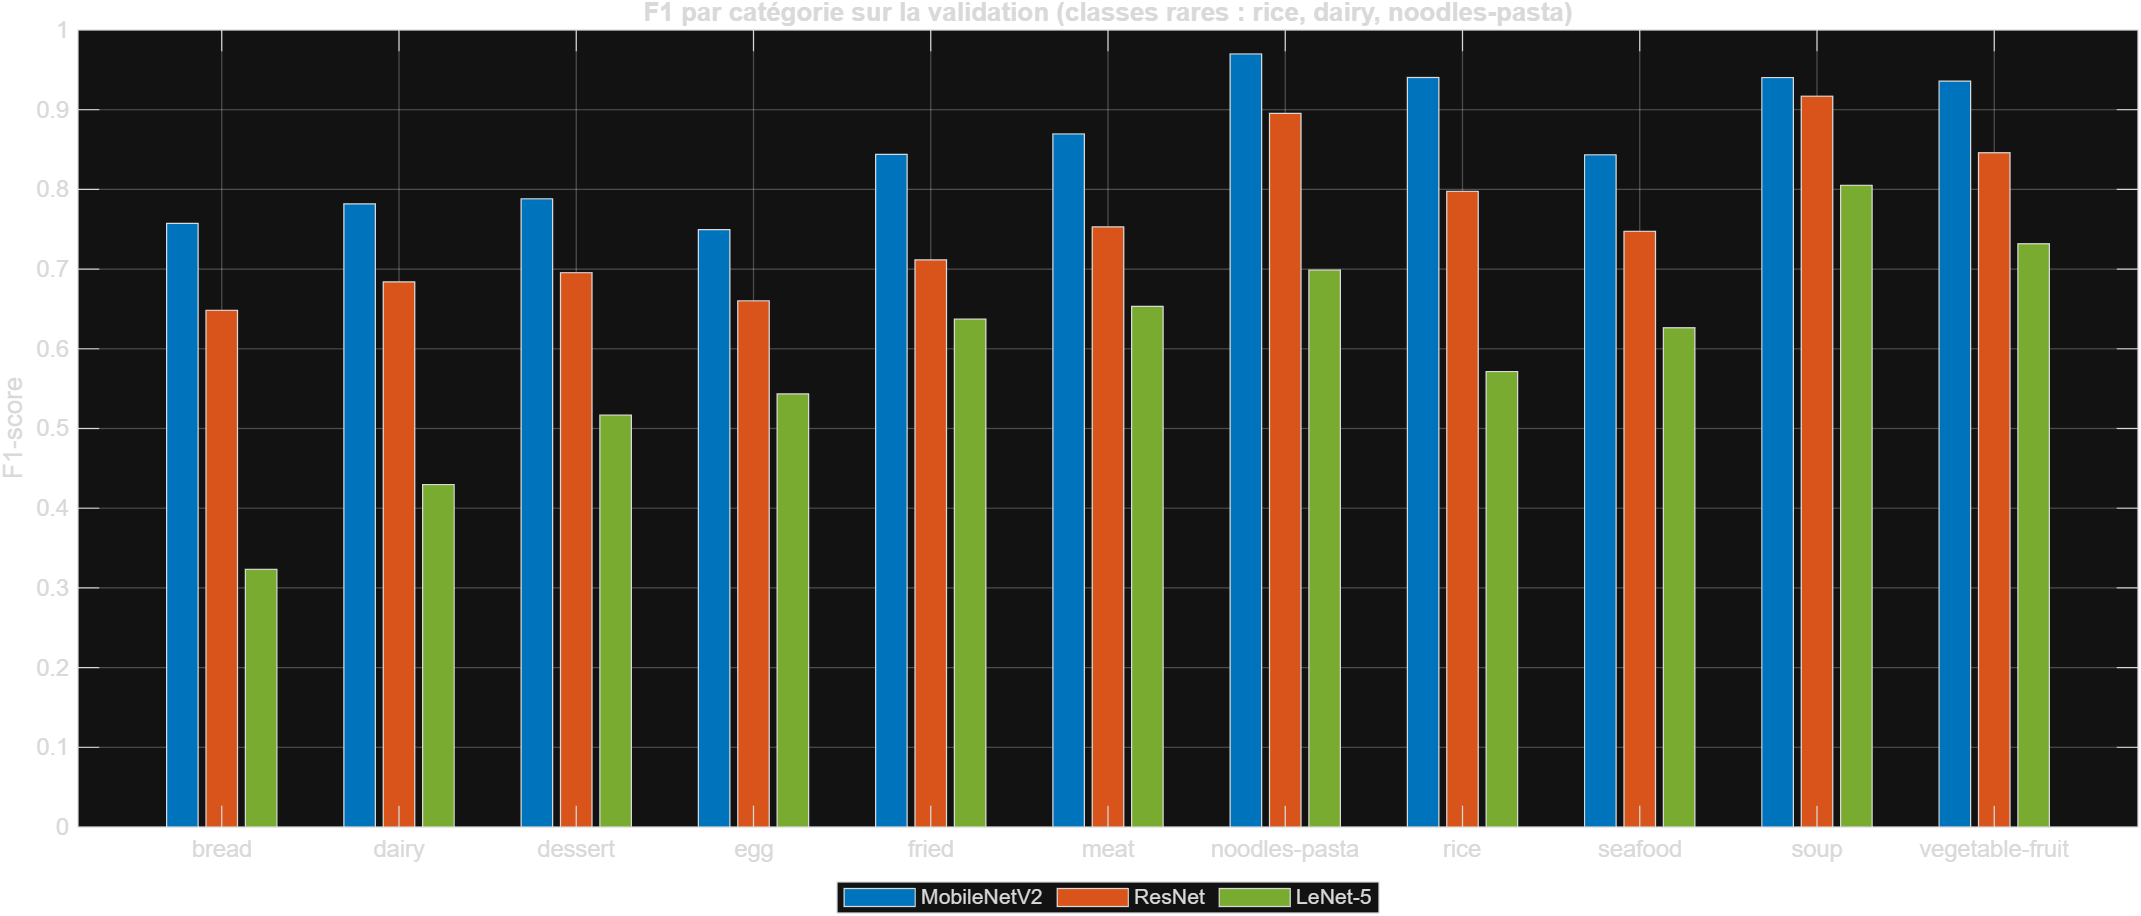 F1 par catégorie sur la validation (classes rares : rice, dairy, noodles-pasta)
F1-score
1
0.9
0.8
0.7
0.6
0.5
0.4
0.3
0.2
0.1
0
bread dairy dessert egg fried meat noodles-pasta rice seafood soup vegetable-fruit
MobileNetV2 ResNet LeNet-5